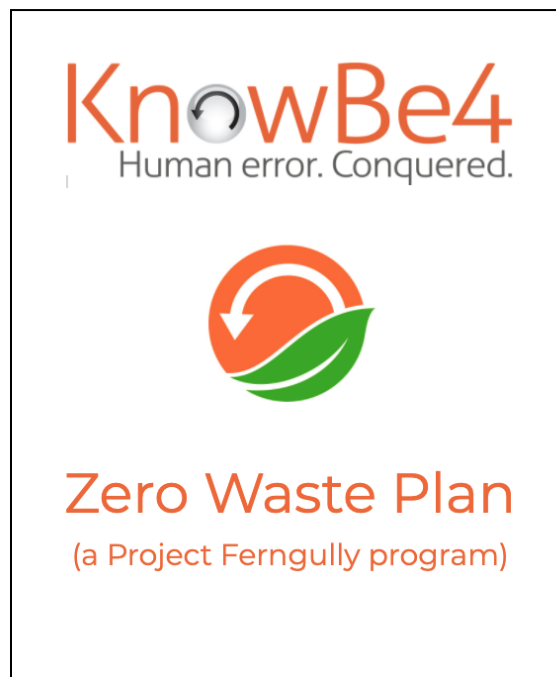 KnowBe4
Human error. Conquered.
Zero Waste Plan
(a Project Ferngully program)